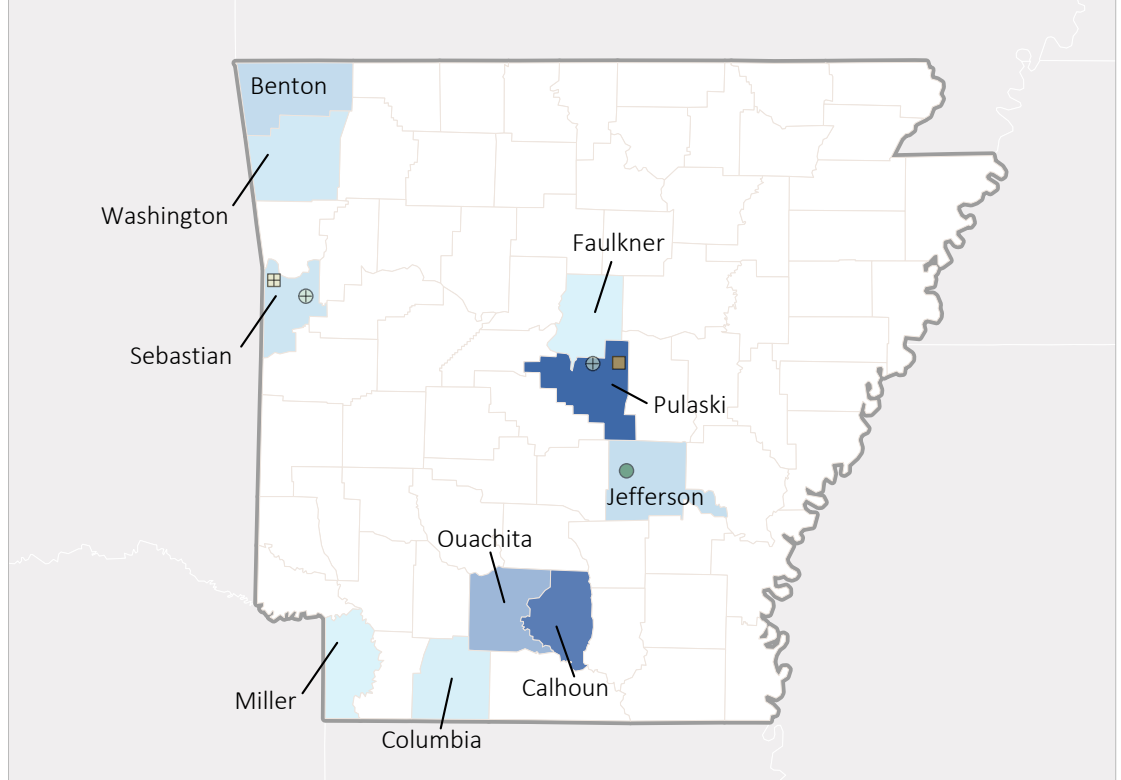 Benton
Washington
Faulkner
Sebastian
Pulaski
Jefferson
Ouachita
Calhoun
Miller
Columbia